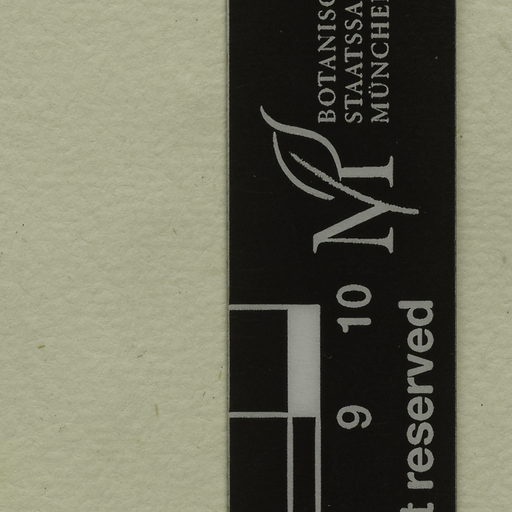 BOTANISC
STAATSSA
MÜNCHEN
M
9 10
t reserved